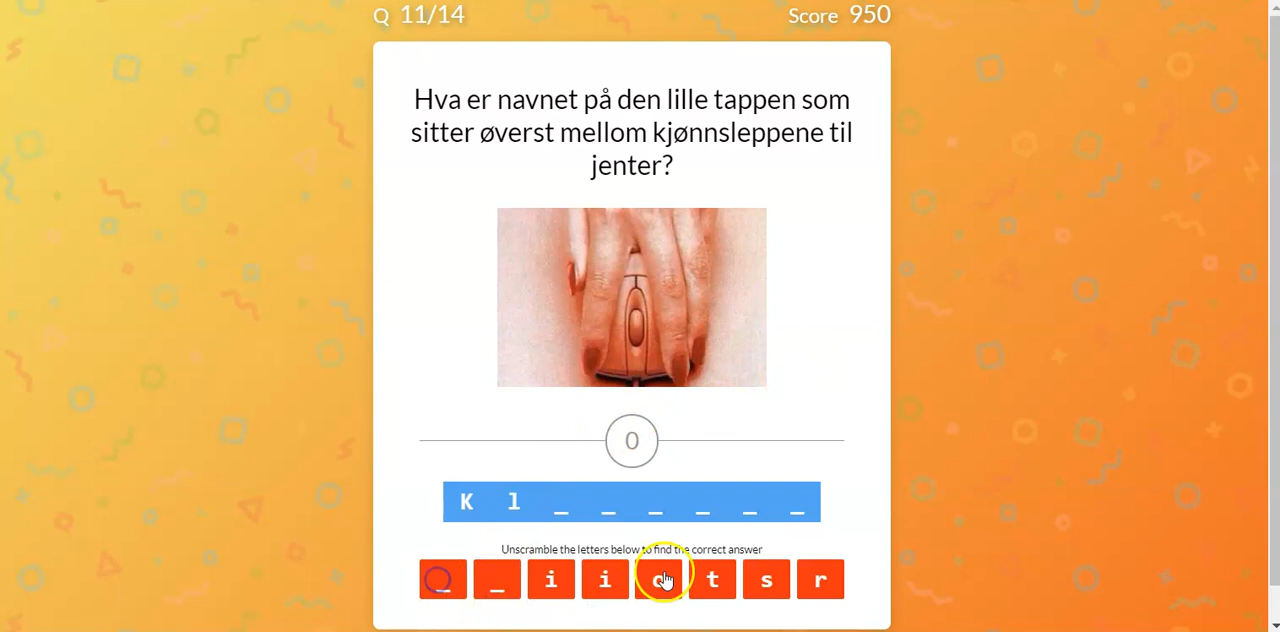 Q 11/14
Score 950
Hva er navnet på den lille tappen som
sitter øverst mellom kjønnsleppene til
jenter?
0
K l _ _ _ _ _ _
Unscramble the letters below to find the correct answer
_ _ i i o t s r